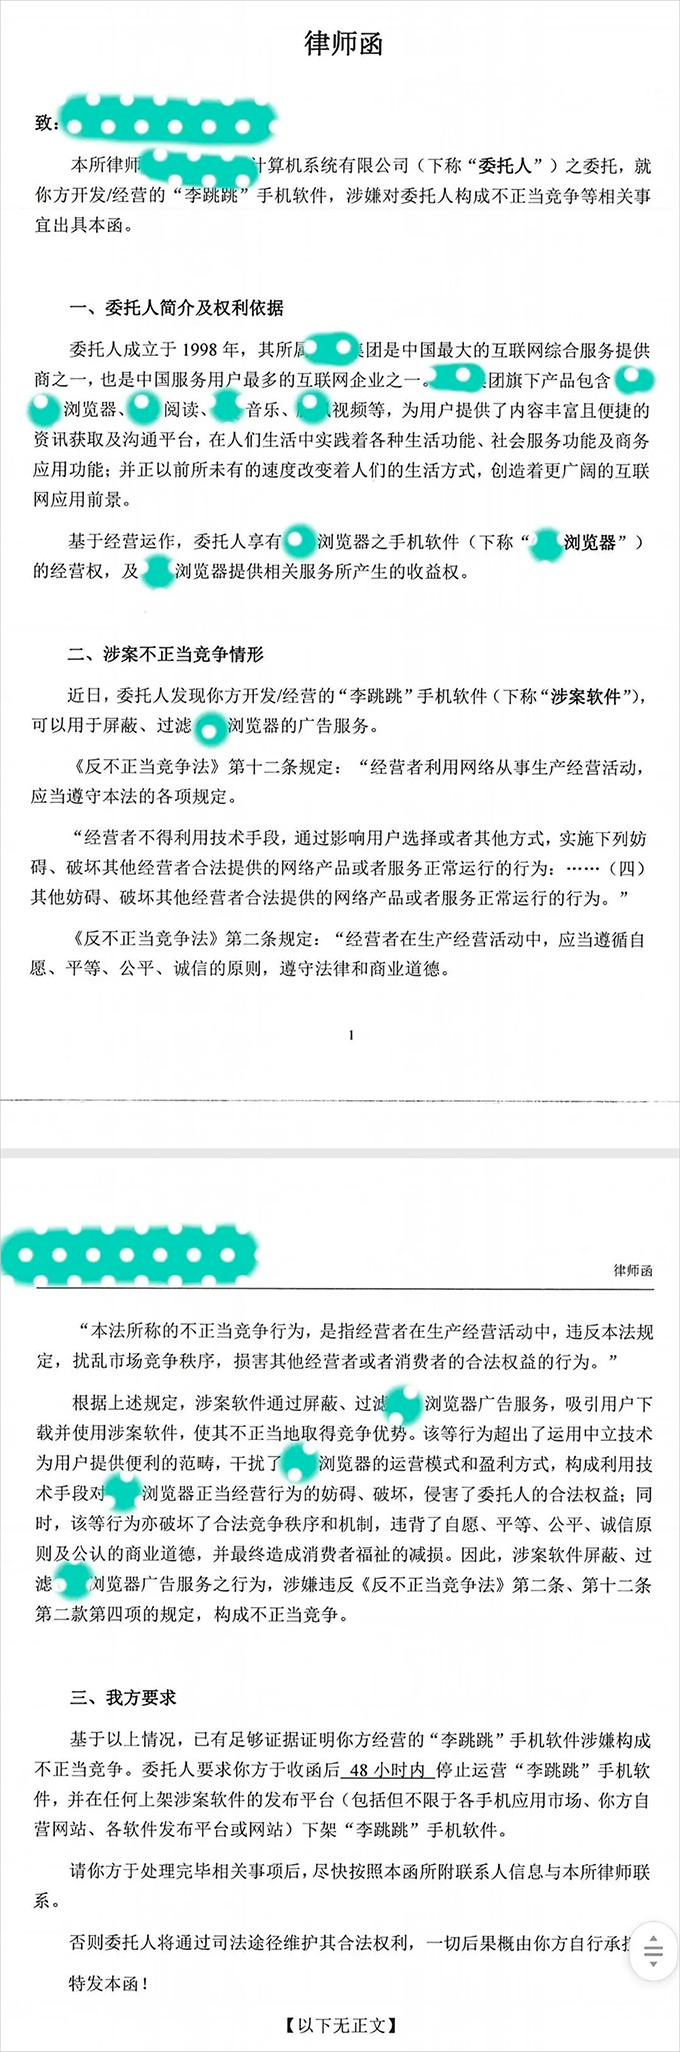 律师函
致：
本所律师 计算机系统有限公司（下称“委托人”）之委托，就
你方开发/经营的“李跳跳”手机软件，涉嫌对委托人构成不正当竞争等相关事
宜出具本函。
一、委托人简介及权利依据
委托人成立于 1998 年，其所属 集团是中国最大的互联网综合服务提供
商之一，也是中国服务用户最多的互联网企业之一。 集团旗下产品包含
浏览器、 阅读、 音乐、 视频等，为用户提供了内容丰富且便捷的
资讯获取及沟通平台，在人们生活中实践着各种生活功能、社会服务功能及商务
应用功能；并正以前所未有的速度改变着人们的生活方式，创造着更广阔的互联
网应用前景。
基于经营运作，委托人享有 浏览器之手机软件（下称“ 浏览器”）
的经营权，及 浏览器提供相关服务所产生的收益权。
二、涉案不正当竞争情形
近日，委托人发现你方开发/经营的“李跳跳”手机软件（下称“涉案软件”），
可以用于屏蔽、过滤 浏览器的广告服务。
《反不正当竞争法》第十二条规定：“经营者利用网络从事生产经营活动，
应当遵守本法的各项规定。
“经营者不得利用技术手段，通过影响用户选择或者其他方式，实施下列妨
碍、破坏其他经营者合法提供的网络产品或者服务正常运行的行为：……（四）
其他妨碍、破坏其他经营者合法提供的网络产品或者服务正常运行的行为。”
《反不正当竞争法》第二条规定：“经营者在生产经营活动中，应当遵循自
愿、平等、公平、诚信的原则，遵守法律和商业道德。
1
律师函
“本法所称的不正当竞争行为，是指经营者在生产经营活动中，违反本法规
定，扰乱市场竞争秩序，损害其他经营者或者消费者的合法权益的行为。”
根据上述规定，涉案软件通过屏蔽、过滤 浏览器广告服务，吸引用户下
载并使用涉案软件，使其不正当地取得竞争优势。该等行为超出了运用中立技术
为用户提供便利的范畴，干扰了 浏览器的运营模式和盈利方式，构成利用技
术手段对 浏览器正当经营行为的妨碍、破坏，侵害了委托人的合法权益；同
时，该等行为亦破坏了合法竞争秩序和机制，违背了自愿、平等、公平、诚信原
则及公认的商业道德，并最终造成消费者福祉的减损。因此，涉案软件屏蔽、过
滤 浏览器广告服务之行为，涉嫌违反《反不正当竞争法》第二条、第十二条
第二款第四项的规定，构成不正当竞争。
三、我方要求
基于以上情况，已有足够证据证明你方经营的“李跳跳”手机软件涉嫌构成
不正当竞争。委托人要求你方于收函后 48 小时内 停止运营“李跳跳”手机软
件，并在任何上架涉案软件的发布平台（包括但不限于各手机应用市场、你方自
营网站、各软件发布平台或网站）下架“李跳跳”手机软件。
请你方于处理完毕相关事项后，尽快按照本函所附联系人信息与本所律师联
系。
否则委托人将通过司法途径维护其合法权利，一切后果概由你方自行承担
特发本函！
【以下无正文】